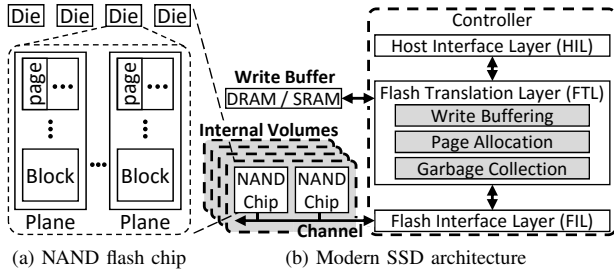 Die Die Die Die
page ...
page ...
...
Block
Block
Plane
Plane
(a) NAND flash chip
Write Buffer
DRAM / SRAM
Internal Volumes
NAND Chip
NAND Chip
Channel
Controller
Host Interface Layer (HIL)
Flash Translation Layer (FTL)
Write Buffering
Page Allocation
Garbage Collection
Flash Interface Layer (FIL)
(b) Modern SSD architecture